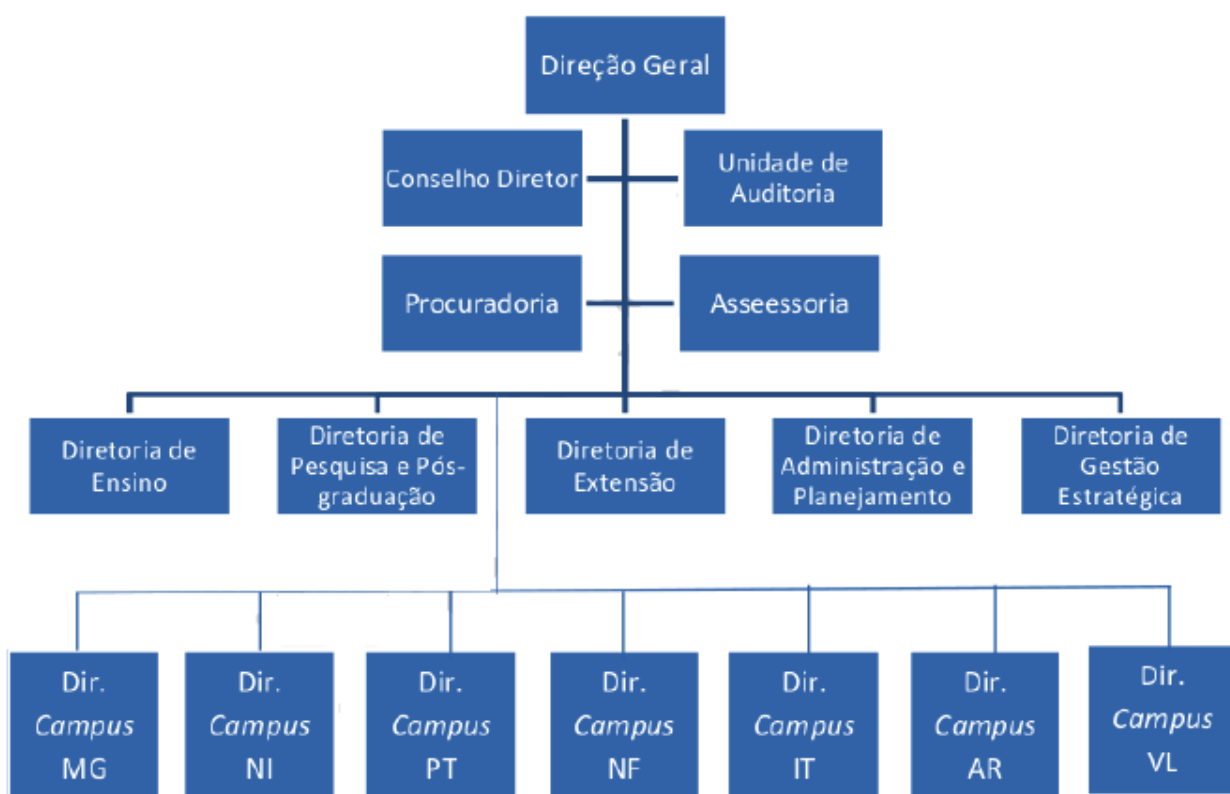 Direção Geral
Conselho Diretor
Unidade de
Auditoria
Procuradoria
Asseessoria
Diretoria de
Ensino
Diretoria de
Pesquisa e Pós-
graduação
Diretoria de
Extensão
Diretoria de
Administração e
Planejamento
Diretoria de
Gestão
Estratégica
Dir.
Campus
MG
Dir.
Campus
NI
Dir.
Campus
PT
Dir.
Campus
NF
Dir.
Campus
IT
Dir.
Campus
AR
Dir.
Campus
VL